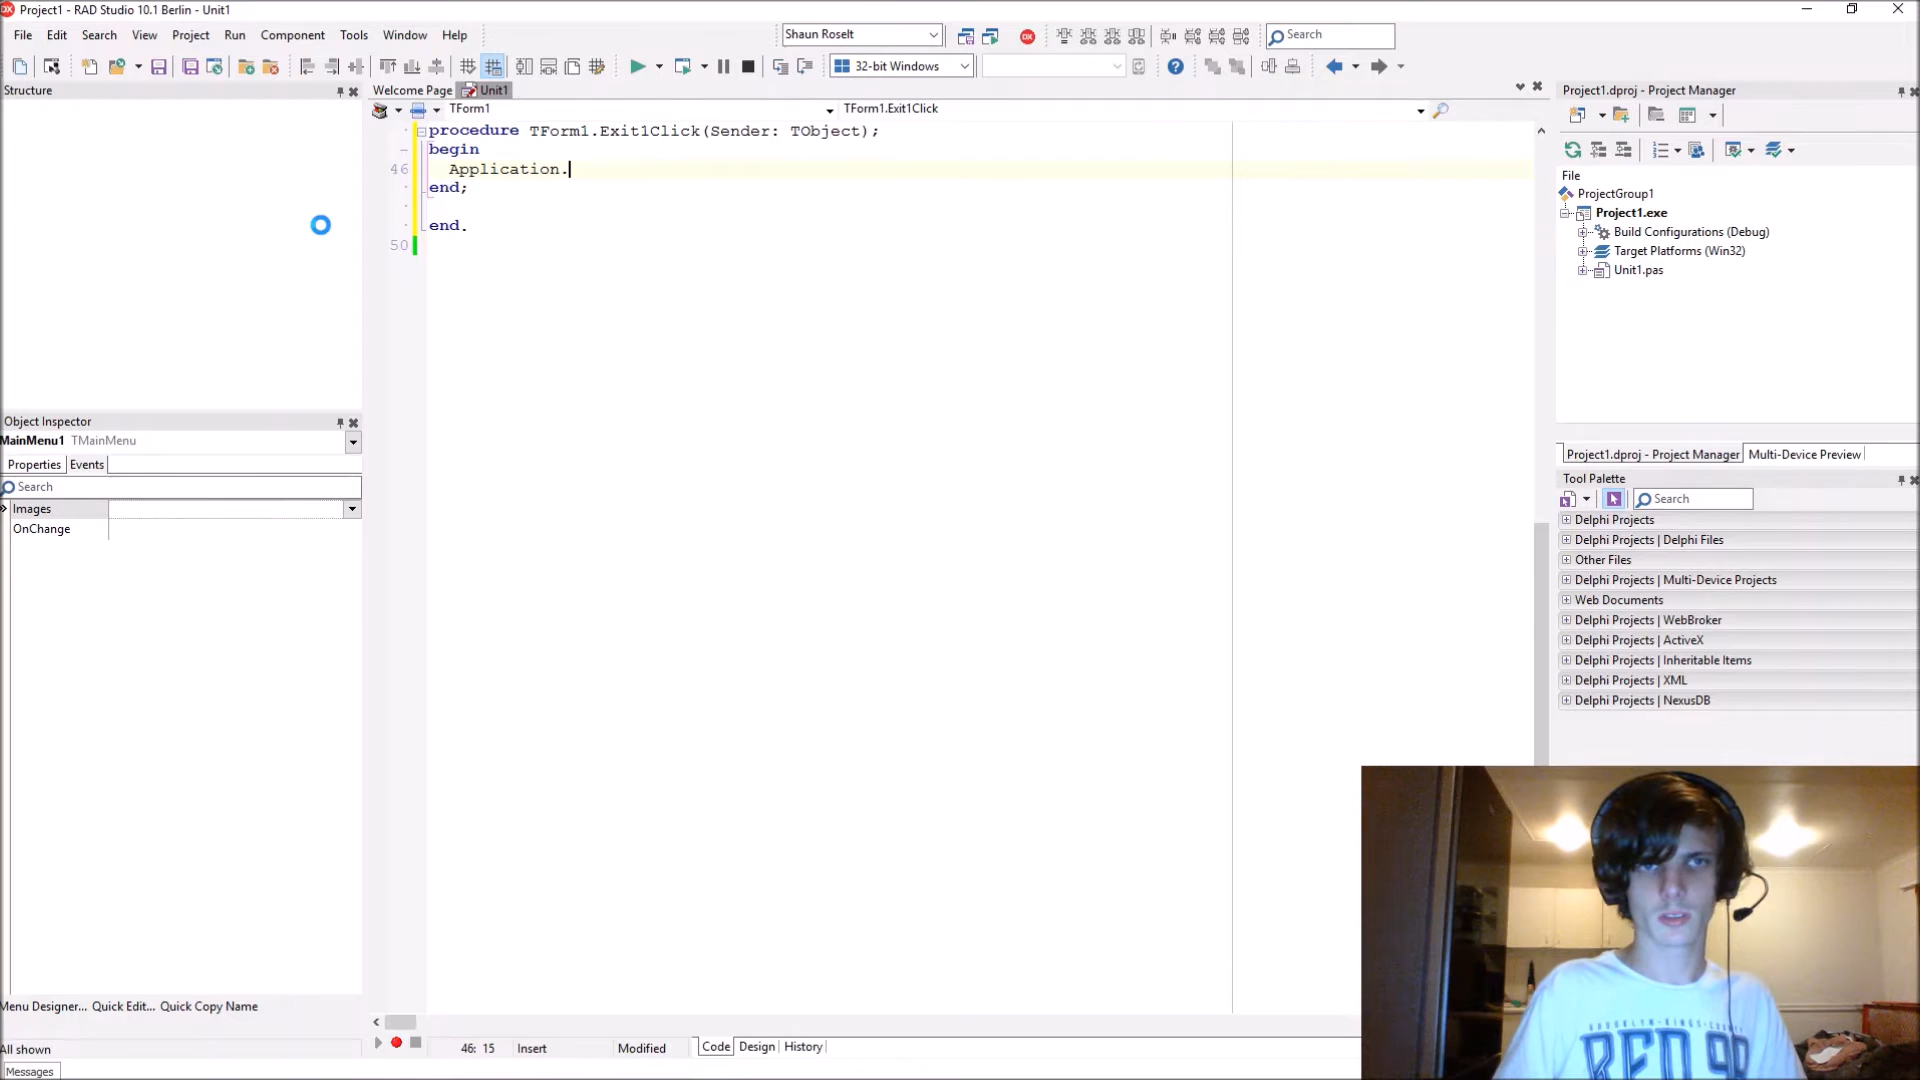 Project1 - RAD Studio 10.1 Berlin - Unit1
File Edit Search View Project Run Component Tools Window Help
Shaun Roselt
Search
32-bit Windows
Structure
Welcome Page Unit1
TForm1
TForm1.Exit1Click
procedure TForm1.Exit1Click(Sender: TObject);
begin
46 Application.
end;
end.
50
Object Inspector
MainMenu1 TMainMenu
Properties Events
Search
Images
OnChange
Menu Designer... Quick Edit... Quick Copy Name
All shown
Messages
46: 15 Insert Modified Code Design History
Project1.dproj - Project Manager
File
ProjectGroup1
Project1.exe
Build Configurations (Debug)
Target Platforms (Win32)
Unit1.pas
Project1.dproj - Project Manager Multi-Device Preview
Tool Palette
Search
Delphi Projects
Delphi Projects | Delphi Files
Other Files
Delphi Projects | Multi-Device Projects
Web Documents
Delphi Projects | WebBroker
Delphi Projects | ActiveX
Delphi Projects | Inheritable Items
Delphi Projects | XML
Delphi Projects | NexusDB
BROOKLYN-KINGS-COUNTY
RED 98